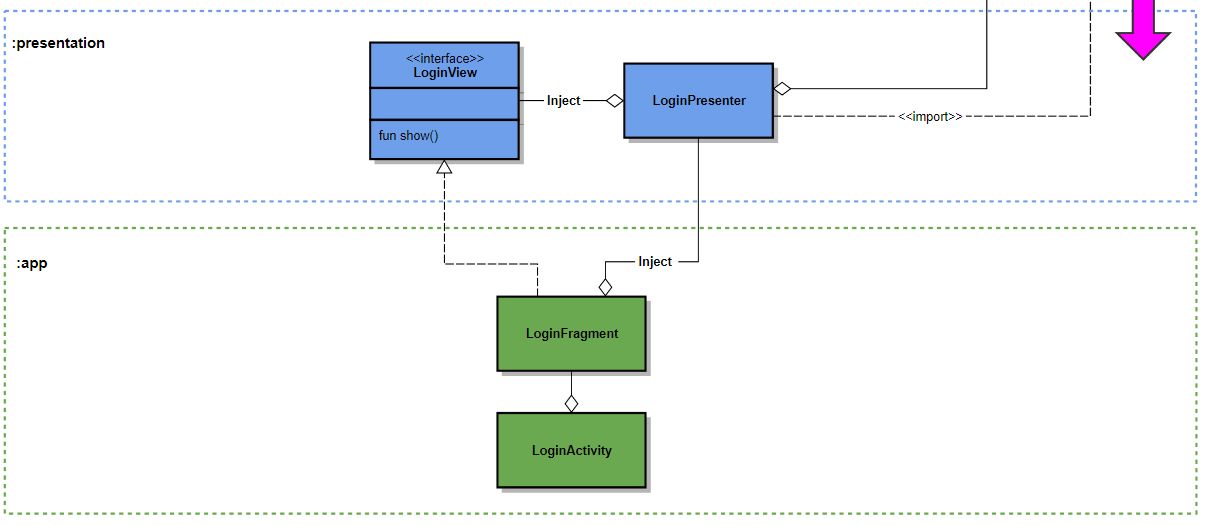 :presentation
<<interface>>
LoginView
fun show()
Inject
LoginPresenter
<<import>>
:app
Inject
LoginFragment
LoginActivity